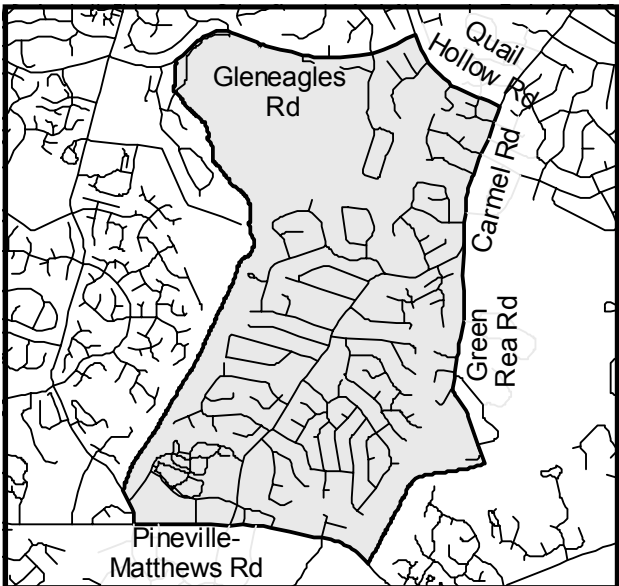 Quail
Hollow Rd
Gleneagles
Rd
Carmel Rd
Green
Rea Rd
Pineville-
Matthews Rd